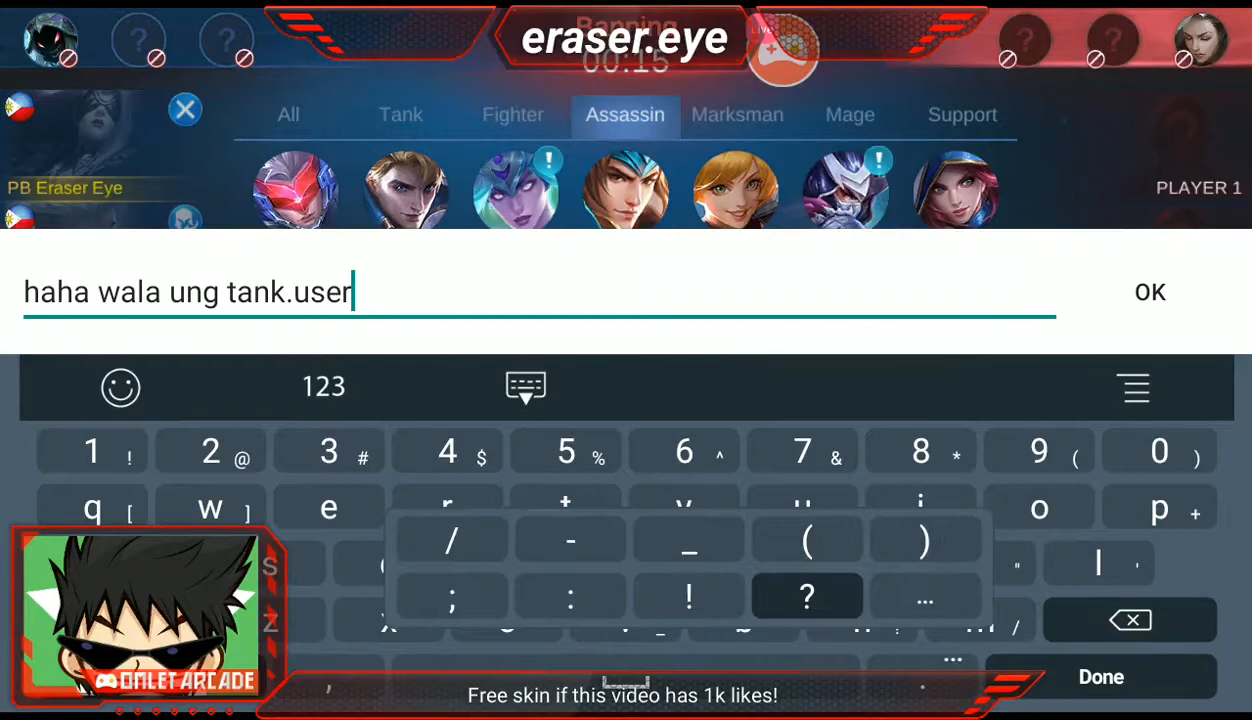 Banning
eraser.eye
LIVE
00:15
All Tank Fighter Assassin Marksman Mage Support
PB Eraser Eye
PLAYER 1
haha wala ung tank.user
OK
123
1 ! 2 @ 3 # 4 $ 5 % 6 ^ 7 & 8 * 9 ( 0 )
q [ w ] e r t y u i o p +
/ - _ ( )
S " l '
; : ! ? ...
Z x v _ b n ! m /
Done
OMLET ARCADE
Free skin if this video has 1k likes!